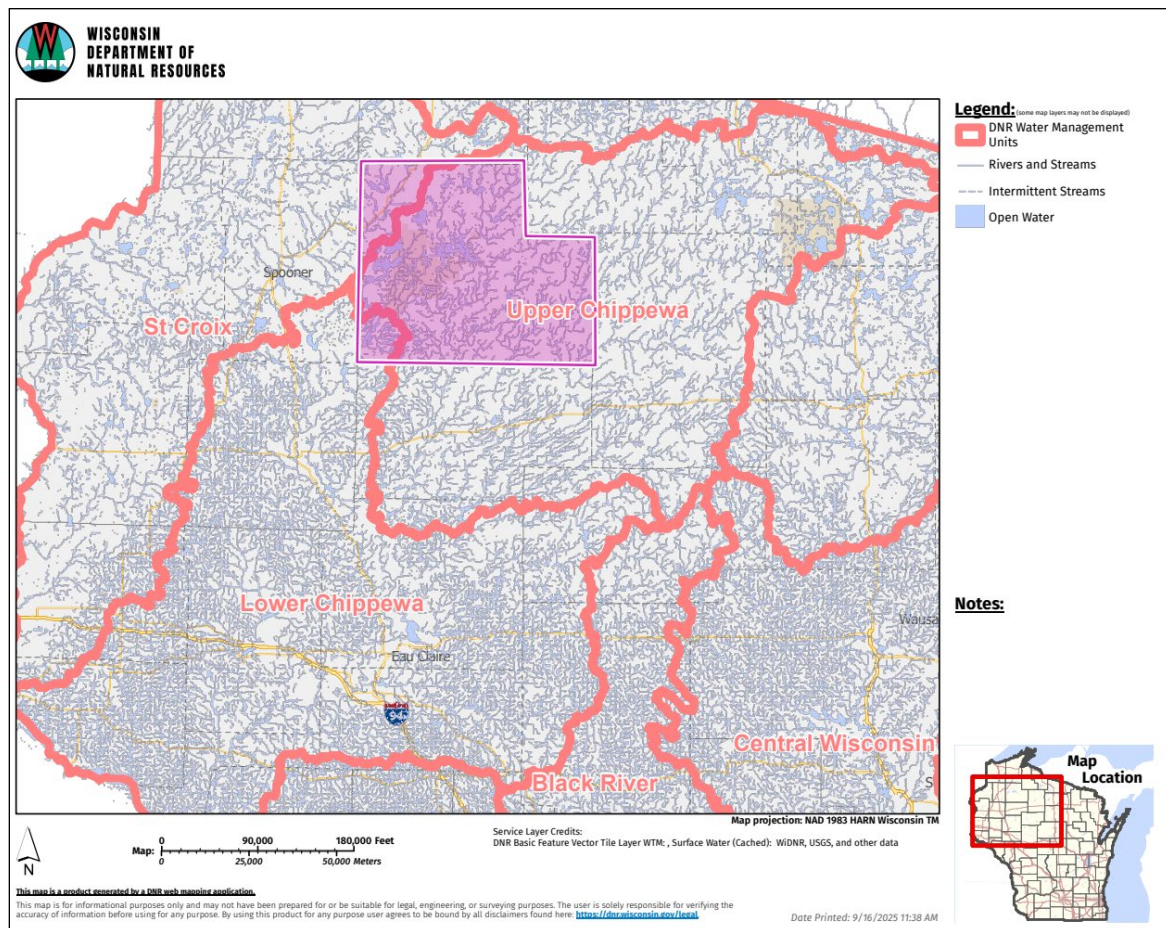 WISCONSIN
DEPARTMENT OF
NATURAL RESOURCES
Legend: (some map layers may not be displayed)
DNR Water Management
Units
Rivers and Streams
Intermittent Streams
Open Water
Spooner
St Croix
Upper Chippewa
Lower Chippewa
Eau Claire
94
Wausa
Central Wisconsin
Black River
S
Notes:
Map
Location
Map projection: NAD 1983 HARN Wisconsin TM
N
Map:
0 90,000 180,000 Feet
0 25,000 50,000 Meters
Service Layer Credits:
DNR Basic Feature Vector Tile Layer WTM: , Surface Water (Cached): WiDNR, USGS, and other data
This map is a product generated by a DNR web mapping application.
This map is for informational purposes only and may not have been prepared for or be suitable for legal, engineering, or surveying purposes. The user is solely responsible for verifying the
accuracy of information before using for any purpose. By using this product for any purpose user agrees to be bound by all disclaimers found here: https://dnr.wisconsin.gov/legal.
Date Printed: 9/16/2025 11:38 AM